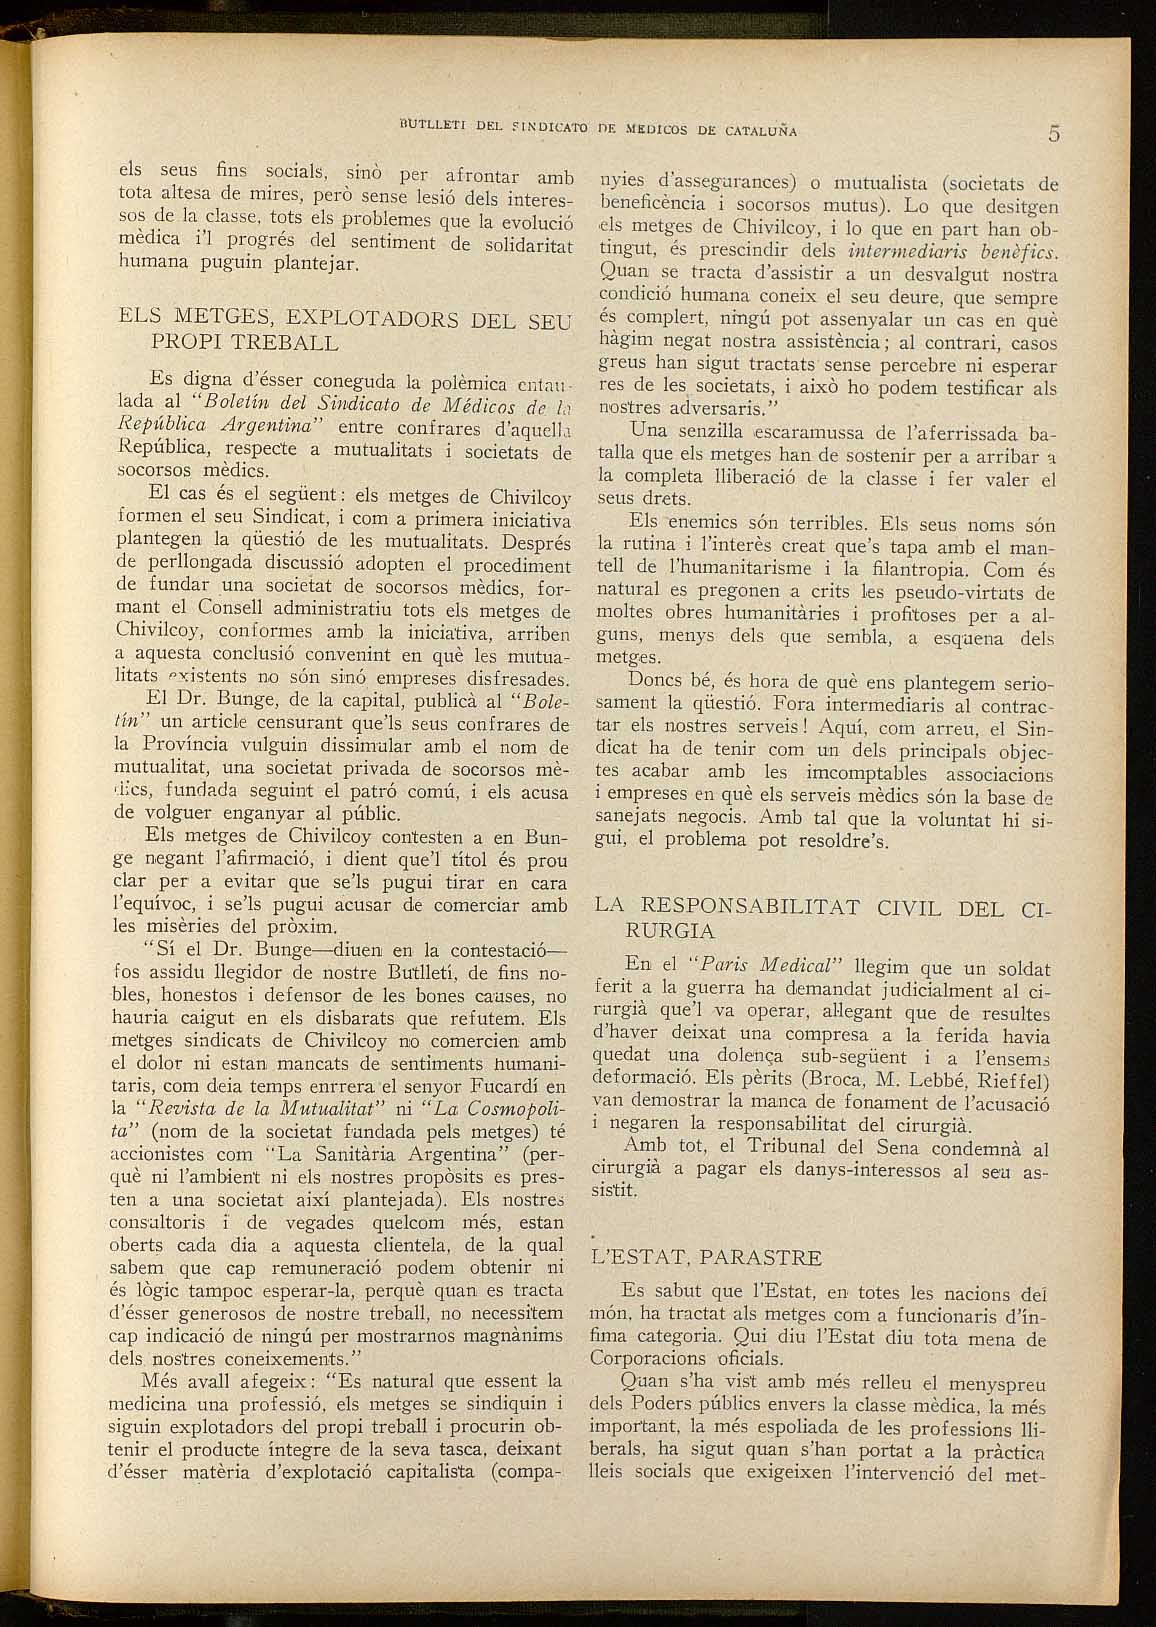 BUTLLETI DEL SINDICATO DE MEDICOS DE CATALUÑA
5
els seus fins socials, sinò per afrontar amb
tota altesa de mires, però sense lesió dels interes-
sos de la classe, tots els problemes que la evolució
mèdica i'l progrés del sentiment de solidaritat
humana puguin plantejar.
ELS METGES, EXPLOTADORS DEL SEU
PROPI TREBALL
Es digna d'ésser coneguda la polèmica entau-
lada al "Boletín del Sindicato de Médicos de la
República Argentina" entre confrares d'aquella
República, respecte a mutualitats i societats de
socorsos mèdics.
El cas és el següent: els metges de Chivilcoy
formen el seu Sindicat, i com a primera iniciativa
plantegen la qüestió de les mutualitats. Després
de perllongada discussió adopten el procediment
de fundar una societat de socorsos mèdics, for-
mant el Consell administratiu tots els metges de
Chivilcoy, conformes amb la iniciativa, arriben
a aquesta conclusió convenint en què les mutua-
litats existents no són sinó empreses disfresades.
El Dr. Bunge, de la capital, publicà al "Bole-
tín" un article censurant que'ls seus confrares de
la Província vulguin dissimular amb el nom de
mutualitat, una societat privada de socorsos mè-
dics, fundada seguint el patró comú, i els acusa
de volguer enganyar al públic.
Els metges de Chivilcoy contesten a en Bun-
ge negant l'afirmació, i dient que'l títol és prou
clar per a evitar que se'ls pugui tirar en cara
l'equívoc, i se'ls pugui acusar de comerciar amb
les misèries del pròxim.
"Sí el Dr. Bunge—diuen en la contestació—
fos assidu llegidor de nostre Butlletí, de fins no-
bles, honestos i defensor de les bones causes, no
hauria caigut en els disbarats que refutem. Els
metges sindicats de Chivilcoy no comercien amb
el dolor ni estan mancats de sentiments humani-
taris, com deia temps enrrera el senyor Fucardí en
la "Revista de la Mutualitat" ni "La Cosmopoli-
ta" (nom de la societat fundada pels metges) té
accionistes com "La Sanitària Argentina" (per-
què ni l'ambient ni els nostres propòsits es pres-
ten a una societat així plantejada). Els nostres
consultoris i de vegades quelcom més, estan
oberts cada dia a aquesta clientela, de la qual
sabem que cap remuneració podem obtenir ni
és lògic tampoc esperar-la, perquè quan es tracta
d'ésser generosos de nostre treball, no necessitem
cap indicació de ningú per mostrarnos magnànims
dels nostres coneixements."
Més avall afegeix: "Es natural que essent la
medicina una professió, els metges se sindiquin i
siguin explotadors del propi treball i procurin ob-
tenir el producte íntegre de la seva tasca, deixant
d'ésser matèria d'explotació capitalista (compa-
nyies d'assegurances) o mutualista (societats de
beneficència i socorsos mutus). Lo que desitgen
els metges de Chivilcoy, i lo que en part han ob-
tingut, és prescindir dels intermediaris benèfics.
Quan se tracta d'assistir a un desvalgut nostra
condició humana coneix el seu deure, que sempre
és complert, ningú pot assenyalar un cas en què
hàgim negat nostra assistència; al contrari, casos
greus han sigut tractats sense percebre ni esperar
res de les societats, i això ho podem testificar als
nostres adversaris."
Una senzilla escaramussa de l'aferrissada ba-
talla que els metges han de sostenir per a arribar a
la completa lliberació de la classe i fer valer el
seus drets.
Els enemics són terribles. Els seus noms són
la rutina i l'interès creat que's tapa amb el man-
tell de l'humanitarisme i la filantropia. Com és
natural es pregonen a crits les pseudo-virtuts de
moltes obres humanitàries i profitoses per a al-
guns, menys dels que sembla, a esquena dels
metges.
Doncs bé, és hora de què ens plantegem serio-
sament la qüestió. Fora intermediaris al contrac-
tar els nostres serveis! Aquí, com arreu, el Sin-
dicat ha de tenir com un dels principals objec-
tes acabar amb les imcomptables associacions
i empreses en què els serveis mèdics són la base de
sanejats negocis. Amb tal que la voluntat hi si-
gui, el problema pot resoldre's.
LA RESPONSABILITAT CIVIL DEL CI-
RURGIA
En el "Paris Medical" llegim que un soldat
ferit a la guerra ha demandat judicialment al ci-
rurgià que'l va operar, al·legant que de resultes
d'haver deixat una compresa a la ferida havia
quedat una dolença sub-següent i a l'ensems
deformació. Els pèrits (Broca, M. Lebbé, Rieffel)
van demostrar la manca de fonament de l'acusació
i negaren la responsabilitat del cirurgià.
Amb tot, el Tribunal del Sena condemnà al
cirurgià a pagar els danys-interessos al seu as-
sistit.
L'ESTAT, PARASTRE
Es sabut que l'Estat, en totes les nacions del
món, ha tractat als metges com a funcionaris d'ín-
fima categoria. Qui diu l'Estat diu tota mena de
Corporacions oficials.
Quan s'ha vist amb més relleu el menyspreu
dels Poders públics envers la classe mèdica, la més
important, la més espoliada de les professions lli-
berals, ha sigut quan s'han portat a la pràctica
lleis socials que exigeixen l'intervenció del met-